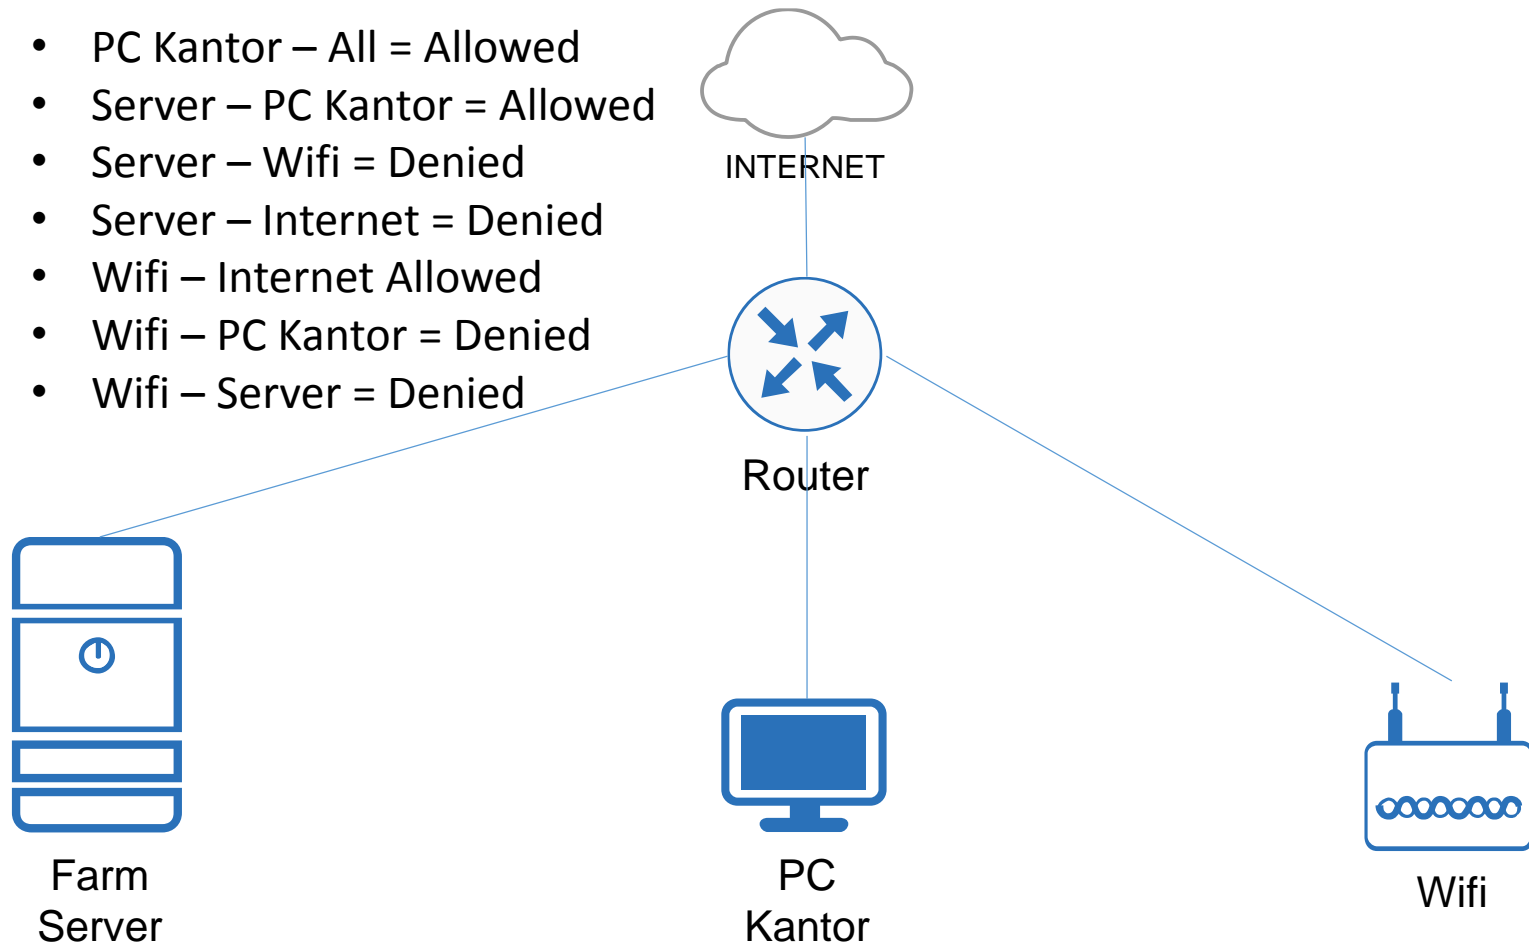 • PC Kantor – All = Allowed
• Server – PC Kantor = Allowed
• Server – Wifi = Denied
• Server – Internet = Denied
• Wifi – Internet Allowed
• Wifi – PC Kantor = Denied
• Wifi – Server = Denied
INTERNET
Router
Farm
Server
PC
Kantor
Wifi